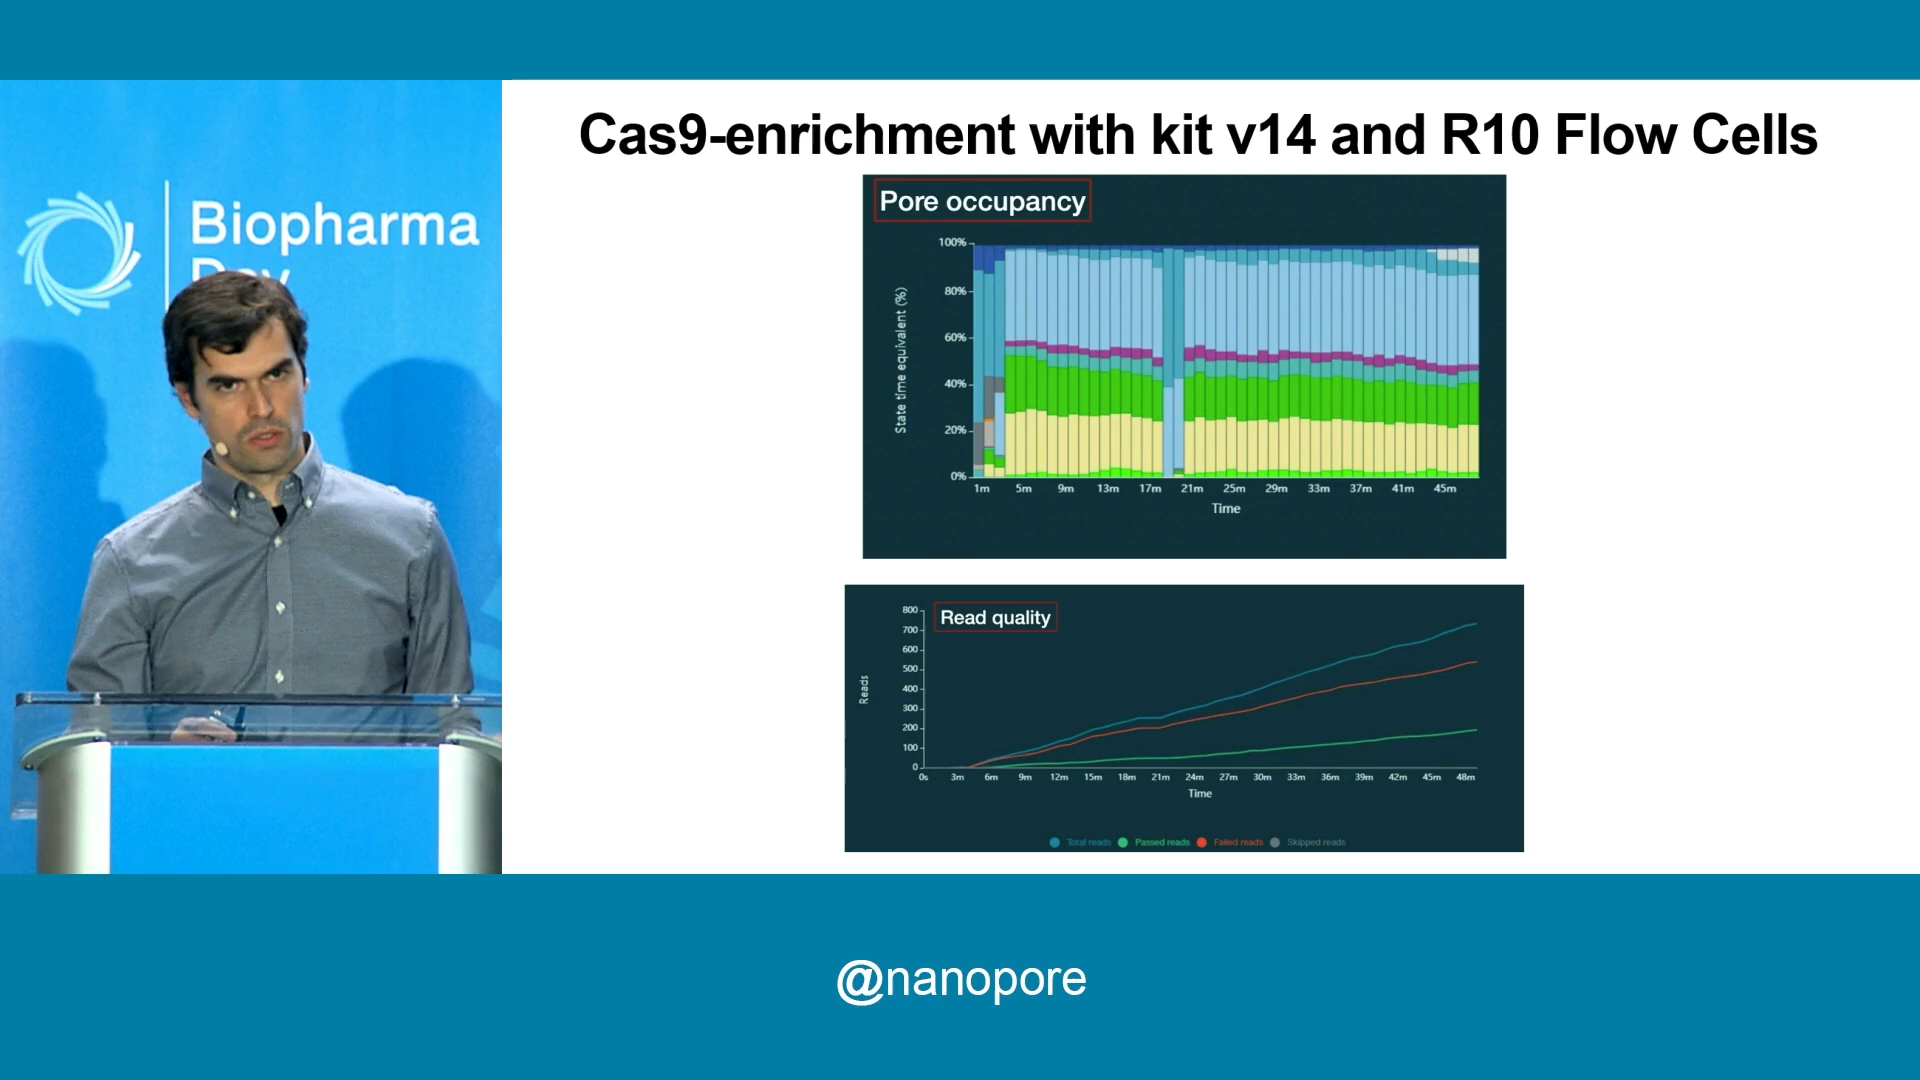 Cas9-enrichment with kit v14 and R10 Flow Cells
Biopharma
Day
Pore occupancy
State time equivalent (%)
100%
80%
60%
40%
20%
0%
1m 5m 9m 13m 17m 21m 25m 29m 33m 37m 41m 45m
Time
Read quality
Reads
800
700
600
500
400
300
200
100
0
0s 3m 6m 9m 12m 15m 18m 21m 24m 27m 30m 33m 36m 39m 42m 45m 48m
Time
Total reads Passed reads Failed reads Skipped reads
@nanopore